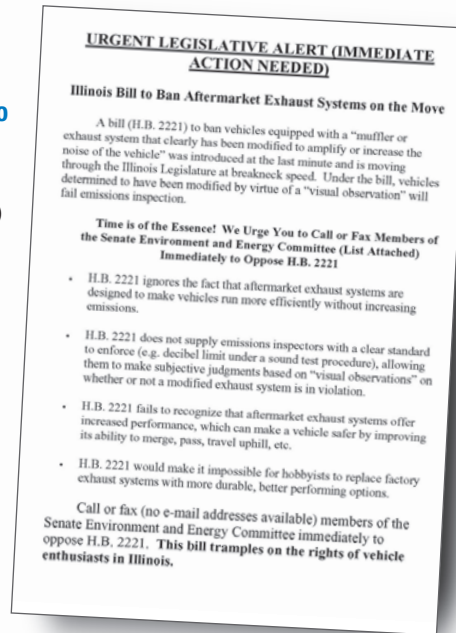 0
)
URGENT LEGISLATIVE ALERT (IMMEDIATE
ACTION NEEDED)
Illinois Bill to Ban Aftermarket Exhaust Systems on the Move
A bill (H.B. 2221) to ban vehicles equipped with a “muffler or
exhaust system that clearly has been modified to amplify or increase the
noise of the vehicle” was introduced at the last minute and is moving
through the Illinois Legislature at breakneck speed. Under the bill, vehicles
determined to have been modified by virtue of a “visual observation” will
fail emissions inspection.
Time is of the Essence! We Urge You to Call or Fax Members of
the Senate Environment and Energy Committee (List Attached)
Immediately to Oppose H.B. 2221
• H.B. 2221 ignores the fact that aftermarket exhaust systems are
designed to make vehicles run more efficiently without increasing
emissions.
• H.B. 2221 does not supply emissions inspectors with a clear standard
to enforce (e.g. decibel limit under a sound test procedure), allowing
them to make subjective judgments based on “visual observations” on
whether or not a modified exhaust system is in violation.
• H.B. 2221 fails to recognize that aftermarket exhaust systems offer
increased performance, which can make a vehicle safer by improving
its ability to merge, pass, travel uphill, etc.
• H.B. 2221 would make it impossible for hobbyists to replace factory
exhaust systems with more durable, better performing options.
Call or fax (no e-mail addresses available) members of the
Senate Environment and Energy Committee immediately to
oppose H.B. 2221. This bill tramples on the rights of vehicle
enthusiasts in Illinois.